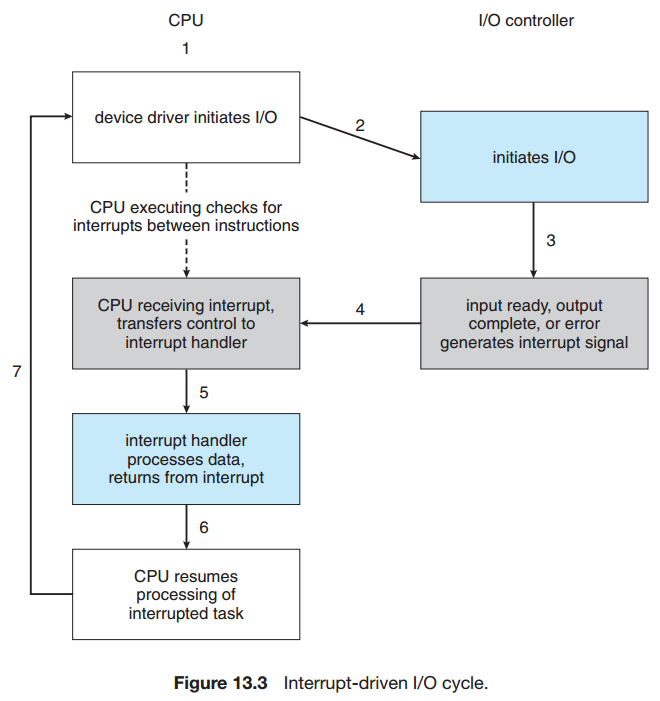 CPU
I/O controller
1
device driver initiates I/O
2
initiates I/O
CPU executing checks for
interrupts between instructions
3
CPU receiving interrupt,
transfers control to
interrupt handler
4
input ready, output
complete, or error
generates interrupt signal
7
5
interrupt handler
processes data,
returns from interrupt
6
CPU resumes
processing of
interrupted task
Figure 13.3 Interrupt-driven I/O cycle.